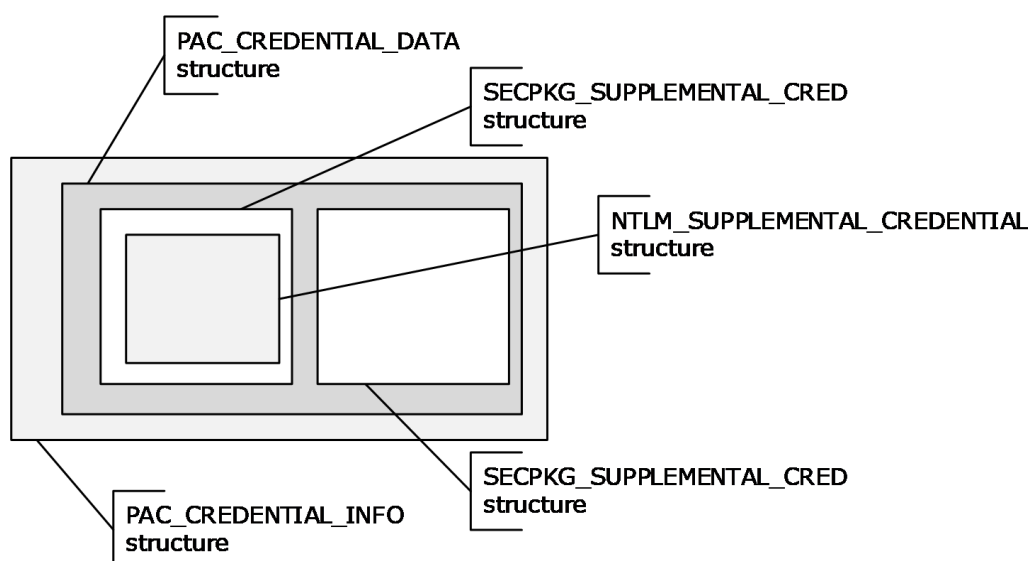 PAC_CREDENTIAL_DATA
structure
SECPKG_SUPPLEMENTAL_CRED
structure
NTLM_SUPPLEMENTAL_CREDENTIAL
structure
SECPKG_SUPPLEMENTAL_CRED
structure
PAC_CREDENTIAL_INFO
structure